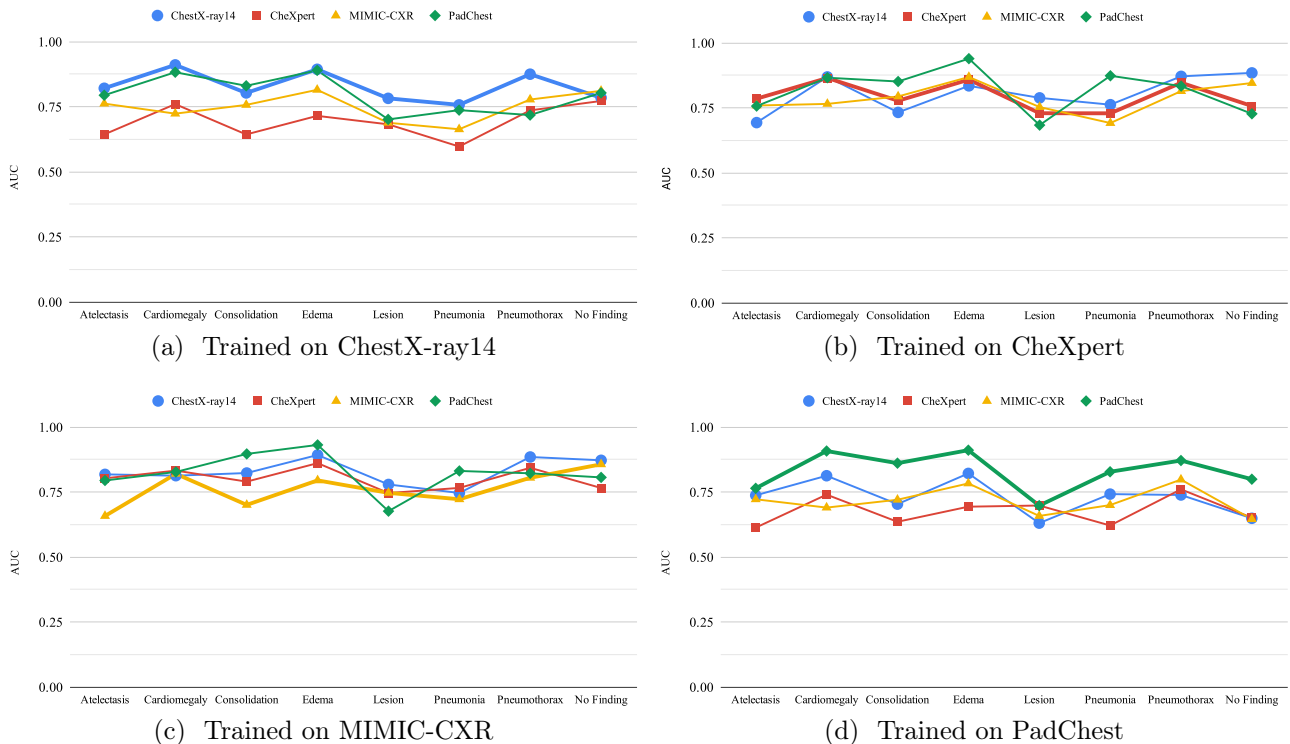 ChestX-ray14 CheXpert MIMIC-CXR PadChest
1.00
0.75
0.50
0.25
0.00
AUC
Atelectasis Cardiomegaly Consolidation Edema Lesion Pneumonia Pneumothorax No Finding
(a) Trained on ChestX-ray14
ChestX-ray14 CheXpert MIMIC-CXR PadChest
1.00
0.75
0.50
0.25
0.00
AUC
Atelectasis Cardiomegaly Consolidation Edema Lesion Pneumonia Pneumothorax No Finding
(b) Trained on CheXpert
ChestX-ray14 CheXpert MIMIC-CXR PadChest
1.00
0.75
0.50
0.25
0.00
AUC
Atelectasis Cardiomegaly Consolidation Edema Lesion Pneumonia Pneumothorax No Finding
(c) Trained on MIMIC-CXR
ChestX-ray14 CheXpert MIMIC-CXR PadChest
1.00
0.75
0.50
0.25
0.00
AUC
Atelectasis Cardiomegaly Consolidation Edema Lesion Pneumonia Pneumothorax No Finding
(d) Trained on PadChest